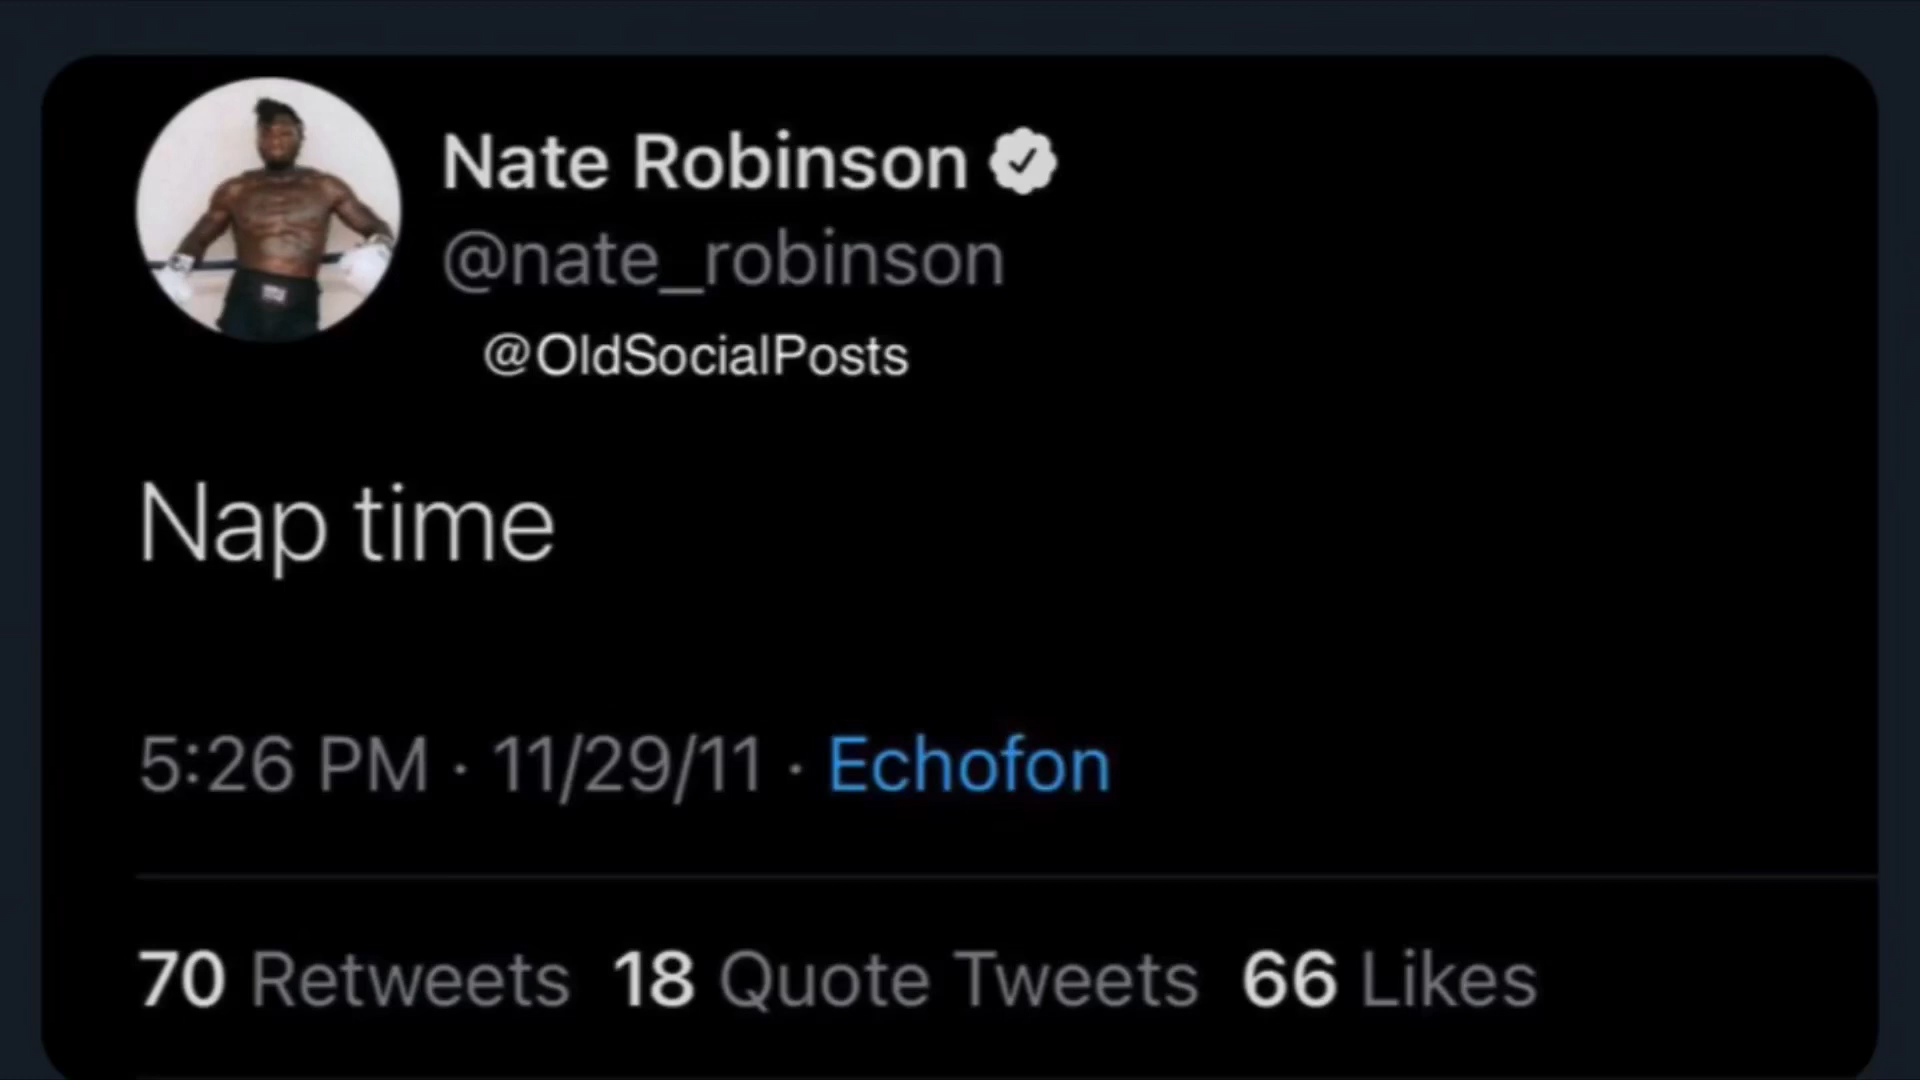 Nate Robinson
@nate_robinson
@OldSocialPosts
Nap time
5:26 PM · 11/29/11 · Echofon
70 Retweets 18 Quote Tweets 66 Likes